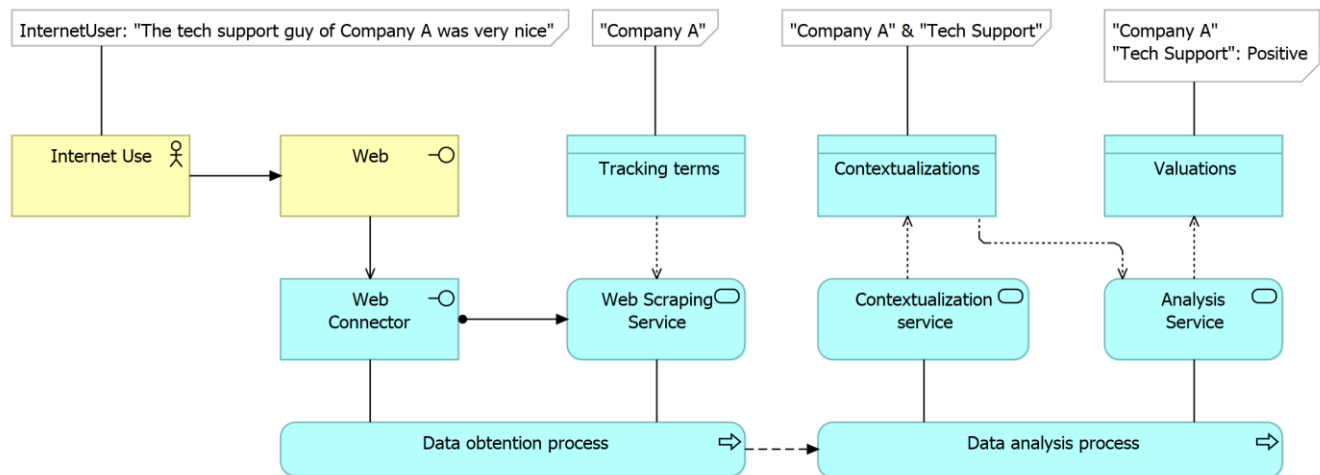 InternetUser: "The tech support guy of Company A was very nice"
"Company A"
"Company A" & "Tech Support"
"Company A"
"Tech Support": Positive
Internet Use
Web
Tracking terms
Contextualizations
Valuations
Web
Connector
Web Scraping
Service
Contextualization
service
Analysis
Service
Data obtention process
Data analysis process